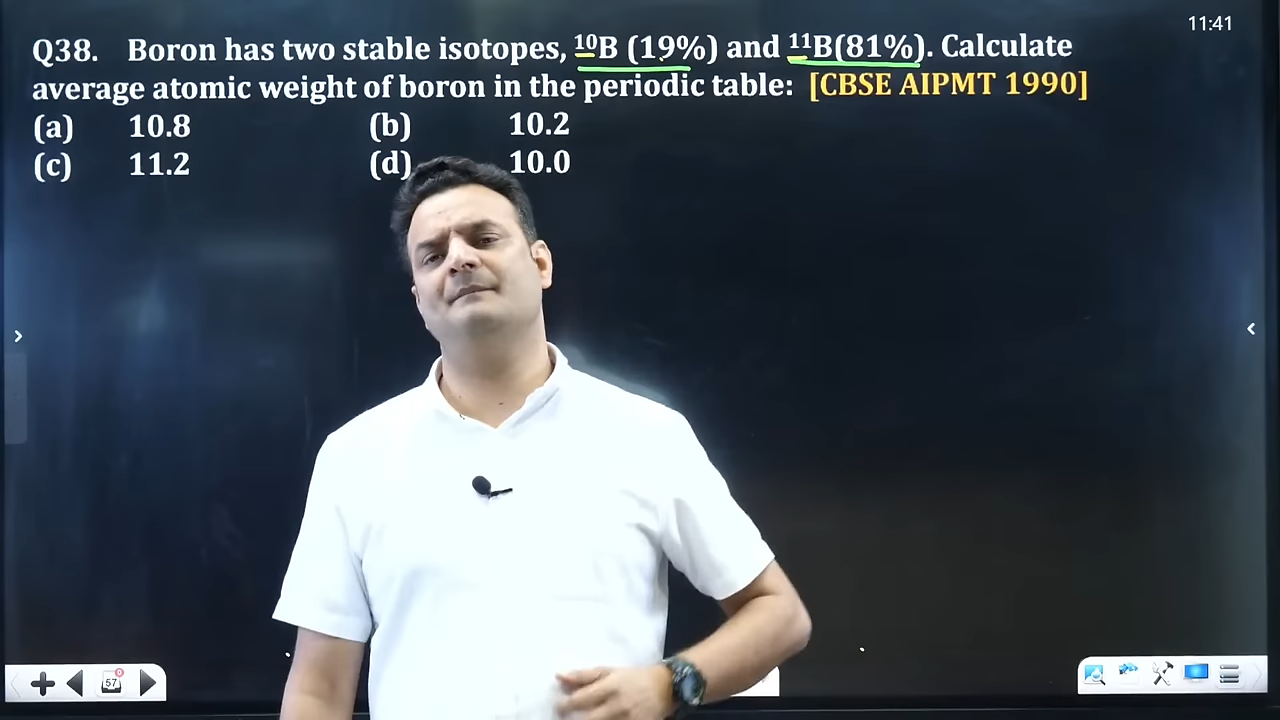 11:41
Q38. Boron has two stable isotopes, ¹⁰B (19%) and ¹¹B(81%). Calculate
average atomic weight of boron in the periodic table: [CBSE AIPMT 1990]
(a) 10.8 (b) 10.2
(c) 11.2 (d) 10.0
57